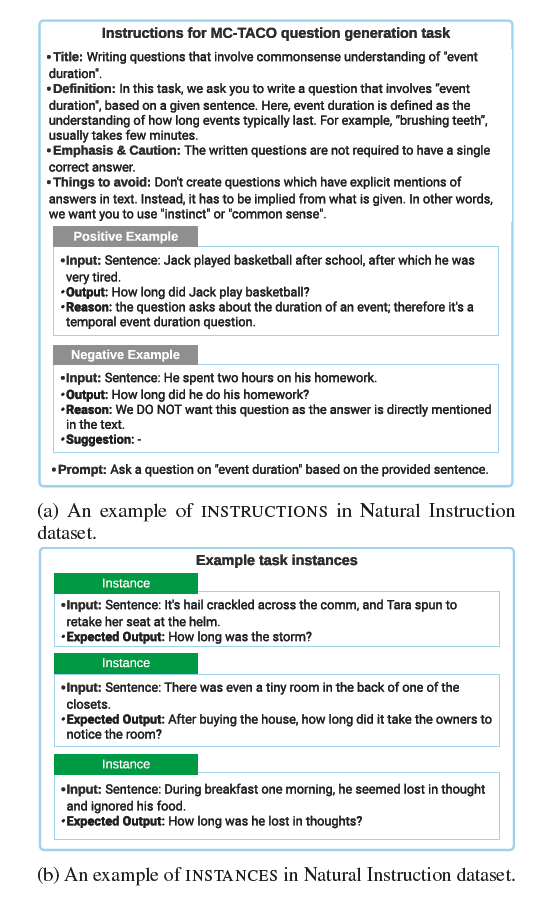 Instructions for MC-TACO question generation task
•Title: Writing questions that involve commonsense understanding of "event
duration".
•Definition: In this task, we ask you to write a question that involves "event
duration", based on a given sentence. Here, event duration is defined as the
understanding of how long events typically last. For example, "brushing teeth",
usually takes few minutes.
•Emphasis & Caution: The written questions are not required to have a single
correct answer.
•Things to avoid: Don't create questions which have explicit mentions of
answers in text. Instead, it has to be implied from what is given. In other words,
we want you to use "instinct" or "common sense".
Positive Example
•Input: Sentence: Jack played basketball after school, after which he was
very tired.
•Output: How long did Jack play basketball?
•Reason: the question asks about the duration of an event; therefore it's a
temporal event duration question.
Negative Example
•Input: Sentence: He spent two hours on his homework.
•Output: How long did he do his homework?
•Reason: We DO NOT want this question as the answer is directly mentioned
in the text.
•Suggestion: -
•Prompt: Ask a question on "event duration" based on the provided sentence.
(a) An example of INSTRUCTIONS in Natural Instruction
dataset.
Example task instances
Instance
•Input: Sentence: It's hail crackled across the comm, and Tara spun to
retake her seat at the helm.
•Expected Output: How long was the storm?
Instance
•Input: Sentence: There was even a tiny room in the back of one of the
closets.
•Expected Output: After buying the house, how long did it take the owners to
notice the room?
Instance
•Input: Sentence: During breakfast one morning, he seemed lost in thought
and ignored his food.
•Expected Output: How long was he lost in thoughts?
(b) An example of INSTANCES in Natural Instruction dataset.